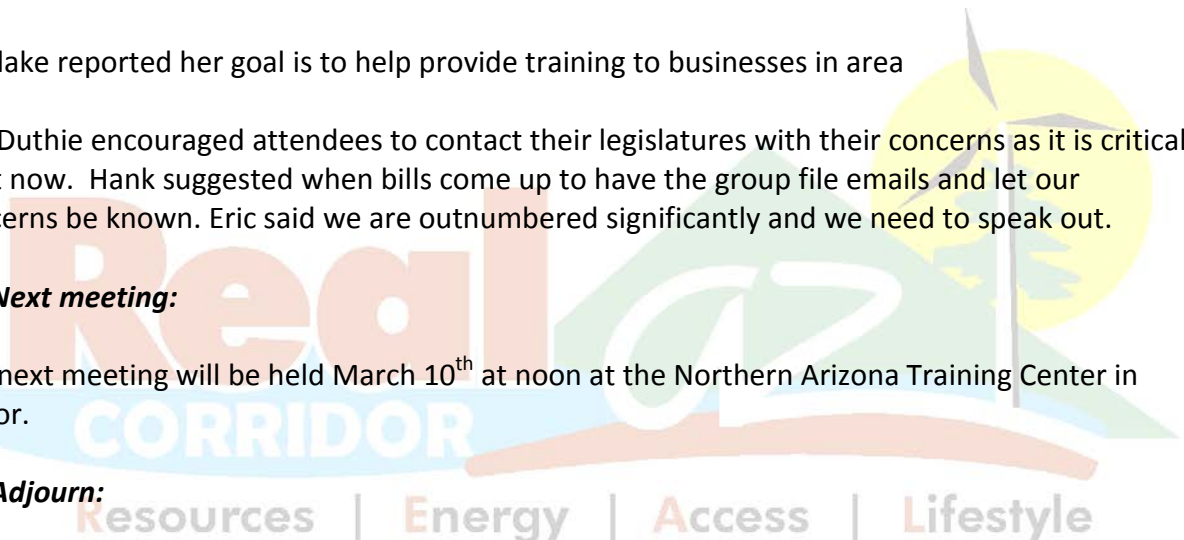 lake reported her goal is to help provide training to businesses in area
Duthie encouraged attendees to contact their legislatures with their concerns as it is critical
t now. Hank suggested when bills come up to have the group file emails and let our
cerns be known. Eric said we are outnumbered significantly and we need to speak out.
Next meeting:
next meeting will be held March 10th at noon at the Northern Arizona Training Center in
or.
Adjourn:
Real az
CORRIDOR
Resources | Energy | Access | Lifestyle